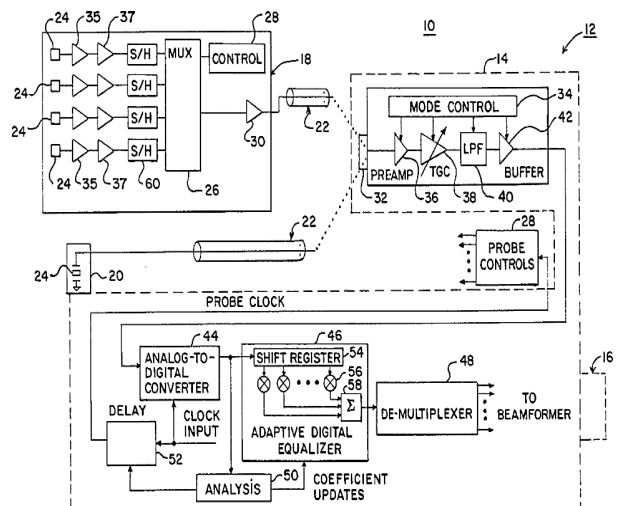 10
12
24
35
37
S/H
MUX
28
CONTROL
18
24
S/H
24
S/H
30
22
24
35
37
S/H
60
26
14
MODE CONTROL
34
42
LPF
PREAMP
TGC
BUFFER
32
36
38
40
22
24
20
28
PROBE CONTROLS
PROBE CLOCK
44
ANALOG-TO-
DIGITAL
CONVERTER
46
SHIFT REGISTER
54
56
58
Σ
ADAPTIVE DIGITAL
EQUALIZER
48
DE-MULTIPLEXER
16
TO
BEAMFORMER
DELAY
CLOCK
INPUT
52
50
ANALYSIS
COEFFICIENT
UPDATES